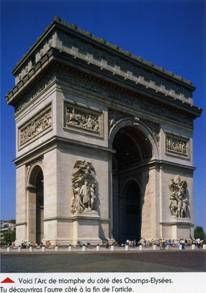 Voici l'Arc de triomphe du côté des Champs-Elysées.
Tu découvriras l'autre côté à la fin de l'article.